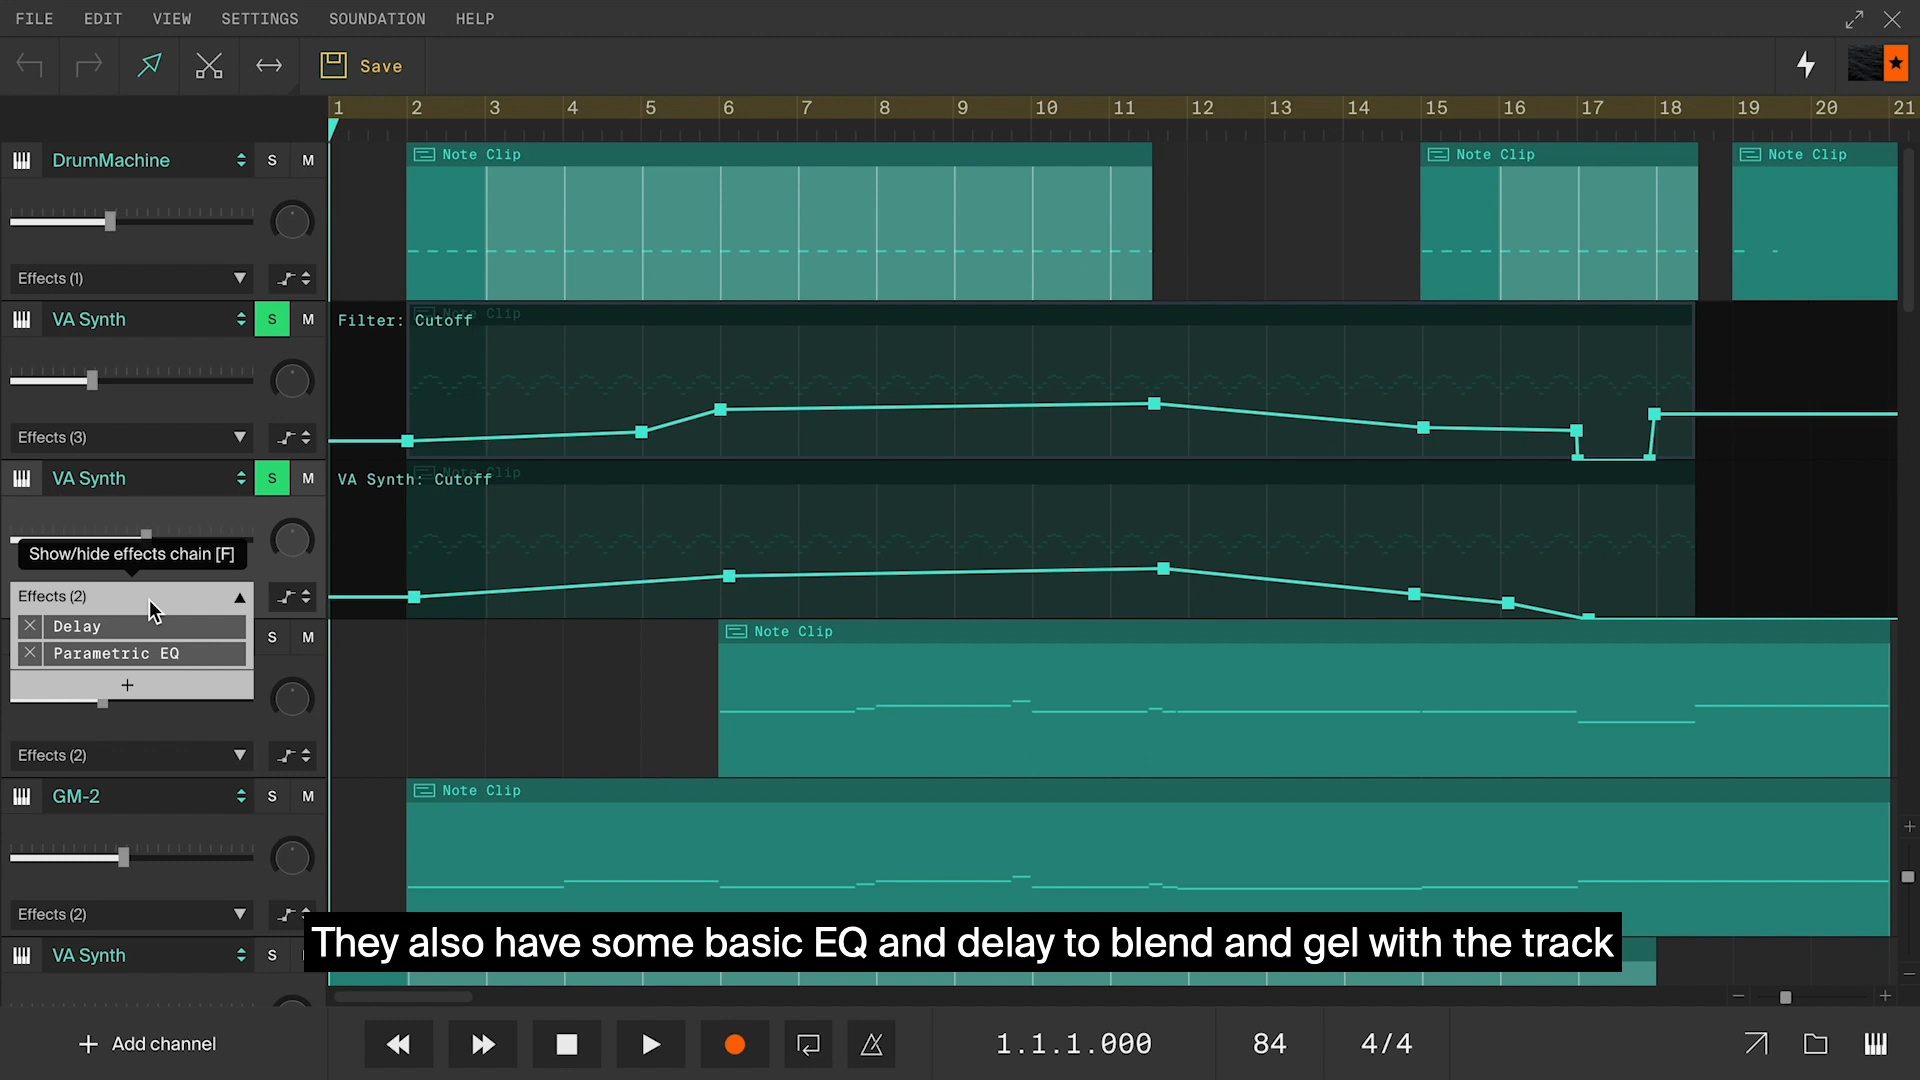 FILE EDIT VIEW SETTINGS SOUNDATION HELP
Save
1 2 3 4 5 6 7 8 9 10 11 12 13 14 15 16 17 18 19 20 21
DrumMachine S M
Note Clip Note Clip Note Clip
Effects (1)
VA Synth S M
Note Clip
Filter: Cutoff
Effects (3)
VA Synth S M
Note Clip
VA Synth: Cutoff
Show/hide effects chain [F]
Effects (2)
Delay
Parametric EQ
+
S M
Note Clip
Effects (2)
GM-2 S M
Note Clip
Effects (2)
VA Synth S
They also have some basic EQ and delay to blend and gel with the track
+ Add channel
1.1.1.000 84 4/4